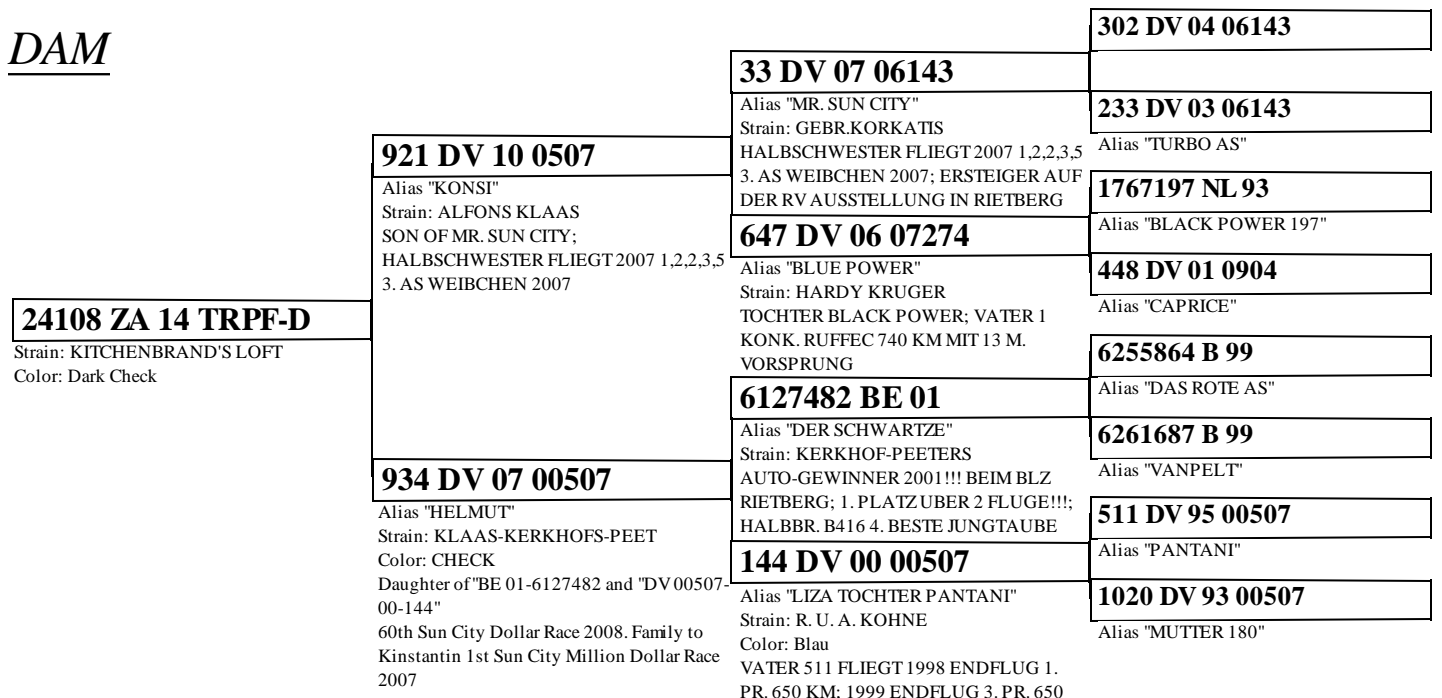 DAM
24108 ZA 14 TRPF-D
Strain: KITCHENBRAND'S LOFT
Color: Dark Check
921 DV 10 0507
Alias "KONSI"
Strain: ALFONS KLAAS
SON OF MR. SUN CITY;
HALBSCHWESTER FLIEGT 2007 1,2,2,3,5
3. AS WEIBCHEN 2007
934 DV 07 00507
Alias "HELMUT"
Strain: KLAAS-KERKHOFS-PEET
Color: CHECK
Daughter of "BE 01-6127482 and "DV 00507-
00-144"
60th Sun City Dollar Race 2008. Family to
Kinstantin 1st Sun City Million Dollar Race
2007
33 DV 07 06143
Alias "MR. SUN CITY"
Strain: GEBR.KORKATIS
HALBSCHWESTER FLIEGT 2007 1,2,2,3,5
3. AS WEIBCHEN 2007; ERSTEIGER AUF
DER RV AUSSTELLUNG IN RIETBERG
647 DV 06 07274
Alias "BLUE POWER"
Strain: HARDY KRUGER
TOCHTER BLACK POWER; VATER 1
KONK. RUFFEC 740 KM MIT 13 M.
VORSPRUNG
6127482 BE 01
Alias "DER SCHWARTZE"
Strain: KERKHOF-PEETERS
AUTO-GEWINNER 2001!!! BEIM BLZ
RIETBERG; 1. PLATZ UBER 2 FLUGE!!!;
HALBBR. B416 4. BESTE JUNGTAUBE
144 DV 00 00507
Alias "LIZA TOCHTER PANTANI"
Strain: R. U. A. KOHNE
Color: Blau
VATER 511 FLIEGT 1998 ENDFLUG 1.
PR. 650 KM; 1999 ENDFLUG 3. PR. 650
302 DV 04 06143
233 DV 03 06143
Alias "TURBO AS"
1767197 NL 93
Alias "BLACK POWER 197"
448 DV 01 0904
Alias "CAPRICE"
6255864 B 99
Alias "DAS ROTE AS"
6261687 B 99
Alias "VANPELT"
511 DV 95 00507
Alias "PANTANI"
1020 DV 93 00507
Alias "MUTTER 180"